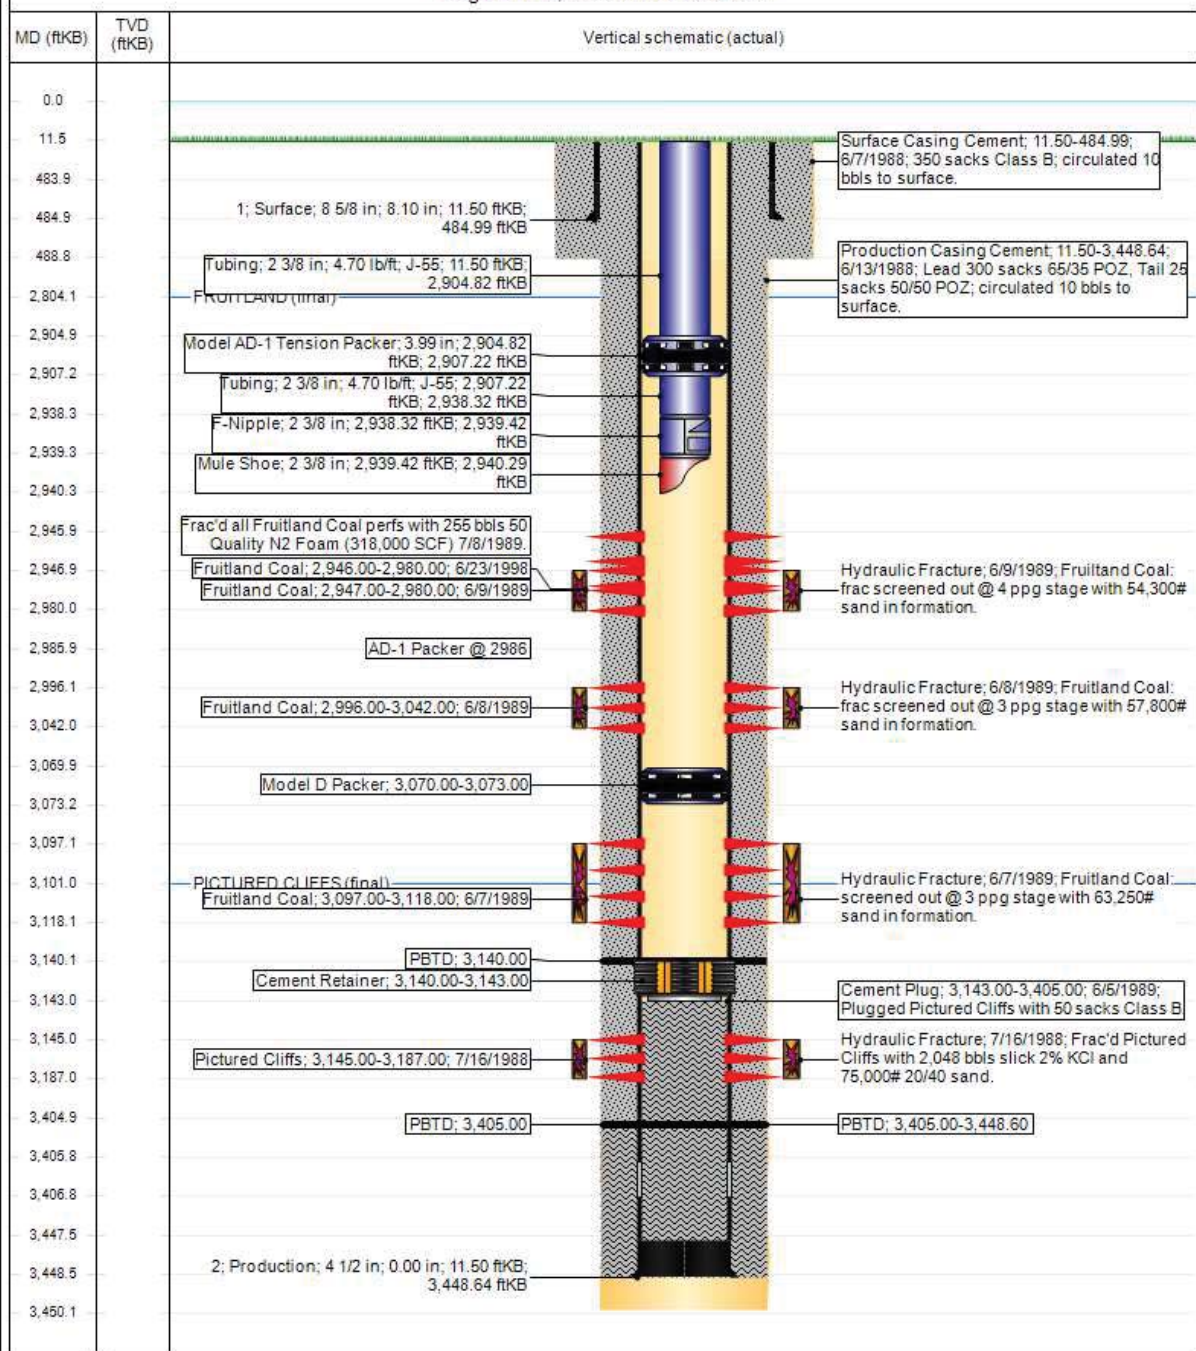 MD (ftKB)
TVD
(ftKB)
Vertical schematic (actual)
0.0
11.5
483.9
484.9
488.8
2,804.1
2,904.9
2,907.2
2,938.3
2,939.3
2,940.3
2,945.9
2,946.9
2,980.0
2,985.9
2,996.1
3,042.0
3,069.9
3,073.2
3,097.1
3,101.0
3,118.1
3,140.1
3,143.0
3,145.0
3,187.0
3,404.9
3,405.8
3,406.8
3,447.5
3,448.5
3,450.1
1; Surface; 8 5/8 in; 8.10 in; 11.50 ftKB;
484.99 ftKB
Tubing; 2 3/8 in; 4.70 lb/ft; J-55; 11.50 ftKB;
2,904.82 ftKB
FRUITLAND (final)
Model AD-1 Tension Packer; 3.99 in; 2,904.82
ftKB; 2,907.22 ftKB
Tubing; 2 3/8 in; 4.70 lb/ft; J-55; 2,907.22
ftKB; 2,938.32 ftKB
F-Nipple; 2 3/8 in; 2,938.32 ftKB; 2,939.42
ftKB
Mule Shoe; 2 3/8 in; 2,939.42 ftKB; 2,940.29
ftKB
Frac'd all Fruitland Coal perfs with 255 bbls 50
Quality N2 Foam (318,000 SCF) 7/8/1989.
Fruitland Coal; 2,946.00-2,980.00; 6/23/1998
Fruitland Coal; 2,947.00-2,980.00; 6/9/1989
AD-1 Packer @ 2986
Fruitland Coal; 2,996.00-3,042.00; 6/8/1989
Model D Packer; 3,070.00-3,073.00
PICTURED CLIFFS (final)
Fruitland Coal; 3,097.00-3,118.00; 6/7/1989
PBTD; 3,140.00
Cement Retainer; 3,140.00-3,143.00
Pictured Cliffs; 3,145.00-3,187.00; 7/16/1988
PBTD; 3,405.00
2; Production; 4 1/2 in; 0.00 in; 11.50 ftKB;
3,448.64 ftKB
Surface Casing Cement; 11.50-484.99;
6/7/1988; 350 sacks Class B; circulated 10
bbls to surface.
Production Casing Cement; 11.50-3,448.64;
6/13/1988; Lead 300 sacks 65/35 POZ, Tail 25
sacks 50/50 POZ; circulated 10 bbls to
surface.
Hydraulic Fracture; 6/9/1989; Fruiltand Coal:
frac screened out @ 4 ppg stage with 54,300#
sand in formation.
Hydraulic Fracture; 6/8/1989; Fruitland Coal:
frac screened out @ 3 ppg stage with 57,800#
sand in formation.
Hydraulic Fracture; 6/7/1989; Fruitland Coal:
screened out @ 3 ppg stage with 63,250#
sand in formation.
Cement Plug; 3,143.00-3,405.00; 6/5/1989;
Plugged Pictured Cliffs with 50 sacks Class B
Hydraulic Fracture; 7/16/1988; Frac'd Pictured
Cliffs with 2,048 bbls slick 2% KCl and
75,000# 20/40 sand.
PBTD; 3,405.00-3,448.60